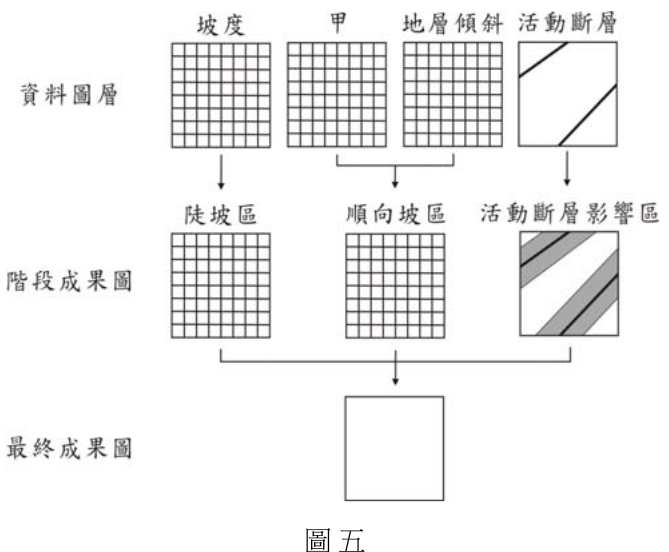 坡度 甲 地層傾斜 活動斷層
資料圖層
陡坡區 順向坡區 活動斷層影響區
階段成果圖
最終成果圖
圖五